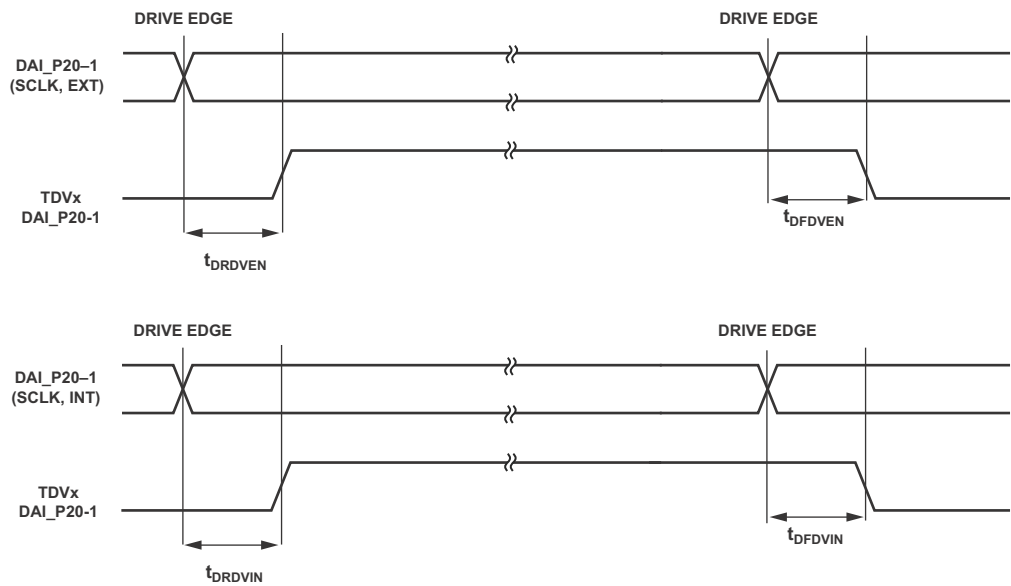 DRIVE EDGE DRIVE EDGE
DAI_P20–1
(SCLK, EXT)
TDVx
DAI_P20-1
tDFDVEN
tDRDVEN
DRIVE EDGE DRIVE EDGE
DAI_P20–1
(SCLK, INT)
TDVx
DAI_P20-1
tDFDVIN
tDRDVIN